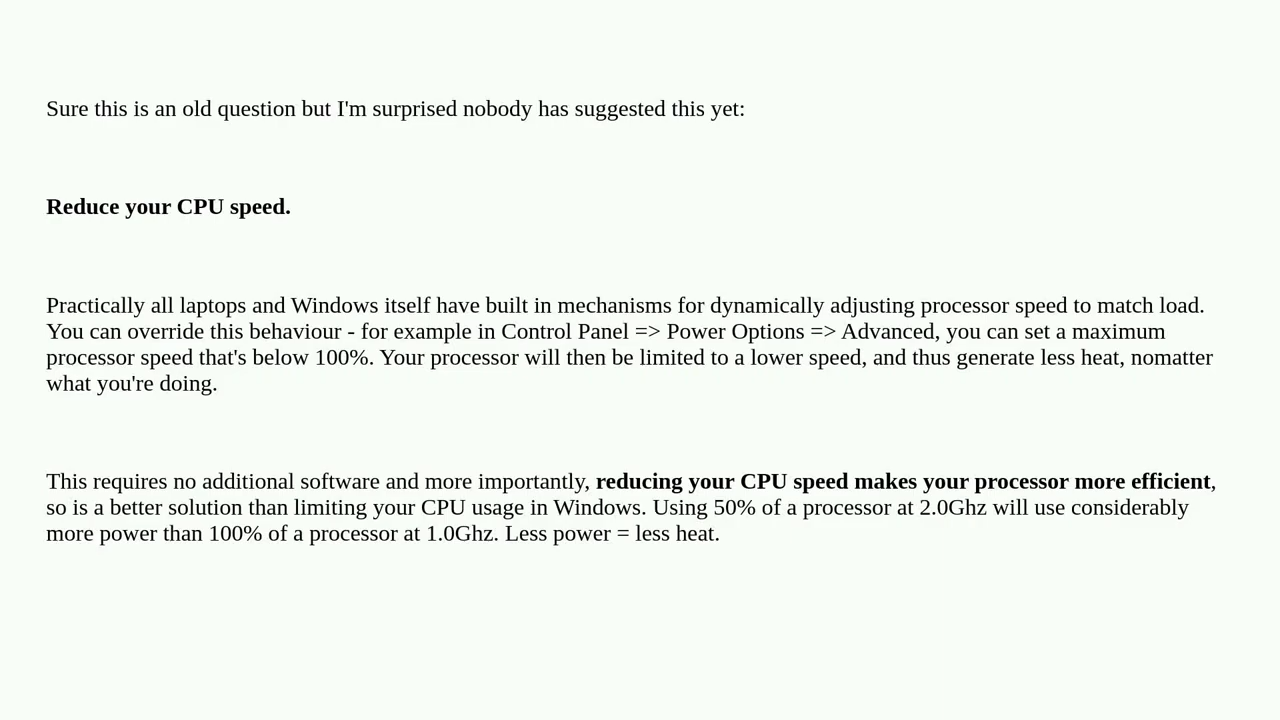 Sure this is an old question but I'm surprised nobody has suggested this yet:
Reduce your CPU speed.
Practically all laptops and Windows itself have built in mechanisms for dynamically adjusting processor speed to match load.
You can override this behaviour - for example in Control Panel => Power Options => Advanced, you can set a maximum
processor speed that's below 100%. Your processor will then be limited to a lower speed, and thus generate less heat, nomatter
what you're doing.
This requires no additional software and more importantly, reducing your CPU speed makes your processor more efficient,
so is a better solution than limiting your CPU usage in Windows. Using 50% of a processor at 2.0Ghz will use considerably
more power than 100% of a processor at 1.0Ghz. Less power = less heat.